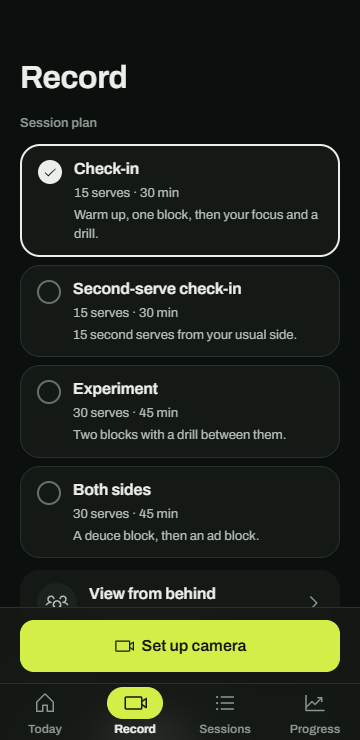 Record
Session plan
Check-in
15 serves · 30 min
Warm up, one block, then your focus and a
drill.
Second-serve check-in
15 serves · 30 min
15 second serves from your usual side.
Experiment
30 serves · 45 min
Two blocks with a drill between them.
Both sides
30 serves · 45 min
A deuce block, then an ad block.
View from behind
Set up camera
Today
Record
Sessions
Progress